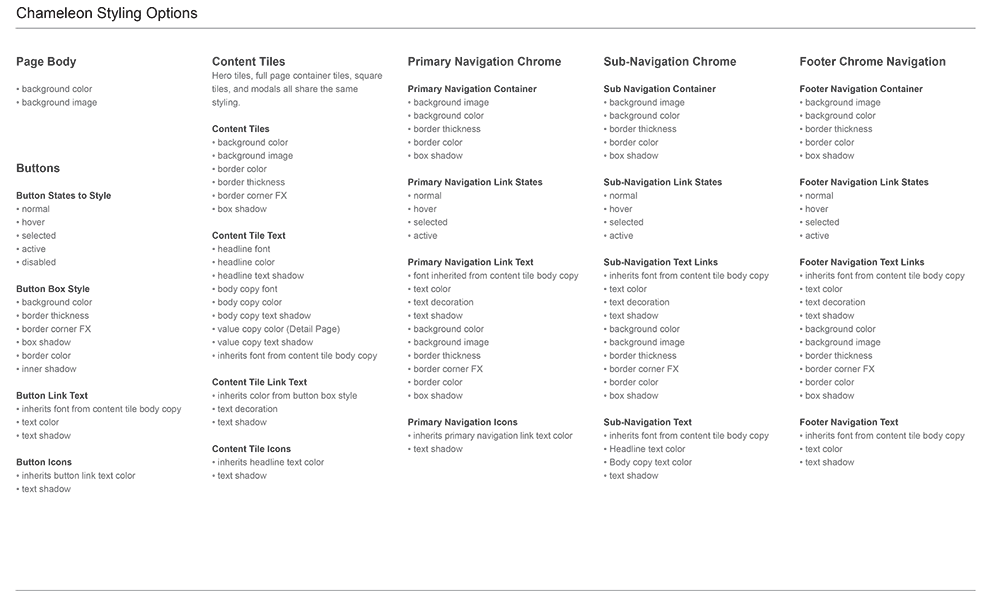 Chameleon Styling Options
Page Body
• background color
• background image
Buttons
Button States to Style
• normal
• hover
• selected
• active
• disabled
Button Box Style
• background color
• border thickness
• border corner FX
• box shadow
• border color
• inner shadow
Button Link Text
• inherits font from content tile body copy
• text color
• text shadow
Button Icons
• inherits button link text color
• text shadow
Content Tiles
Hero tiles, full page container tiles, square
tiles, and modals all share the same
styling.
Content Tiles
• background color
• background image
• border color
• border thickness
• border corner FX
• box shadow
Content Tile Text
• headline font
• headline color
• headline text shadow
• body copy font
• body copy color
• body copy text shadow
• value copy color (Detail Page)
• value copy text shadow
• inherits font from content tile body copy
Content Tile Link Text
• inherits color from button box style
• text decoration
• text shadow
Content Tile Icons
• inherits headline text color
• text shadow
Primary Navigation Chrome
Primary Navigation Container
• background image
• background color
• border thickness
• border color
• box shadow
Primary Navigation Link States
• normal
• hover
• selected
• active
Primary Navigation Link Text
• font inherited from content tile body copy
• text color
• text decoration
• text shadow
• background color
• background image
• border thickness
• border corner FX
• border color
• box shadow
Primary Navigation Icons
• inherits primary navigation link text color
• text shadow
Sub-Navigation Chrome
Sub Navigation Container
• background image
• background color
• border thickness
• border color
• box shadow
Sub-Navigation Link States
• normal
• hover
• selected
• active
Sub-Navigation Text Links
• inherits font from content tile body copy
• text color
• text decoration
• text shadow
• background color
• background image
• border thickness
• border corner FX
• border color
• box shadow
Sub-Navigation Text
• inherits font from content tile body copy
• Headline text color
• Body copy text color
• text shadow
Footer Chrome Navigation
Footer Navigation Container
• background image
• background color
• border thickness
• border color
• box shadow
Footer Navigation Link States
• normal
• hover
• selected
• active
Footer Navigation Text Links
• inherits font from content tile body copy
• text color
• text decoration
• text shadow
• background color
• background image
• border thickness
• border corner FX
• border color
• box shadow
Footer Navigation Text
• inherits font from content tile body copy
• text color
• text shadow